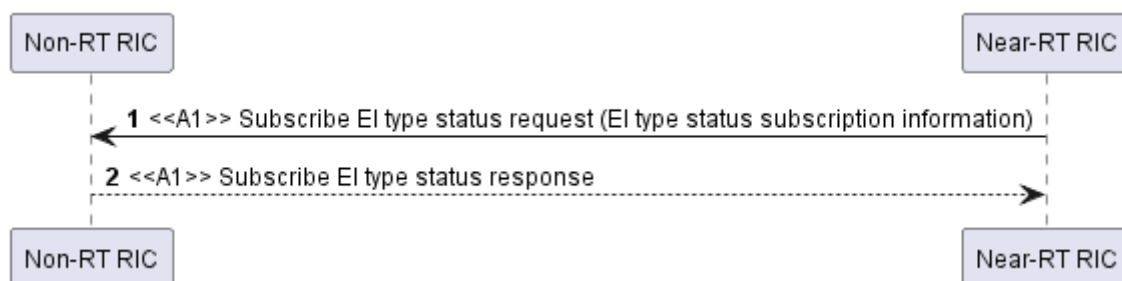 Non-RT RIC
Near-RT RIC
1 <<A1>> Subscribe EI type status request (EI type status subscription information)
2 <<A1>> Subscribe EI type status response
Non-RT RIC
Near-RT RIC